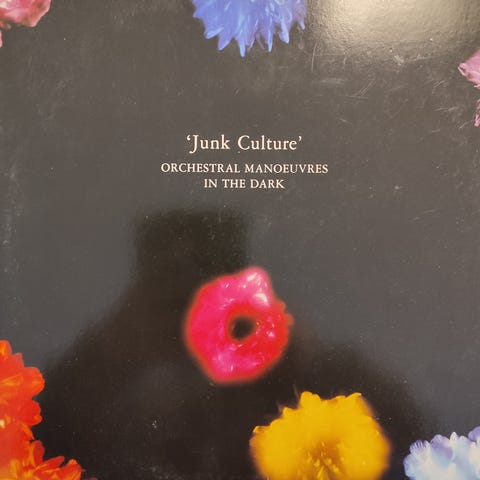 ‘Junk Culture’
ORCHESTRAL MANOEUVRES
IN THE DARK